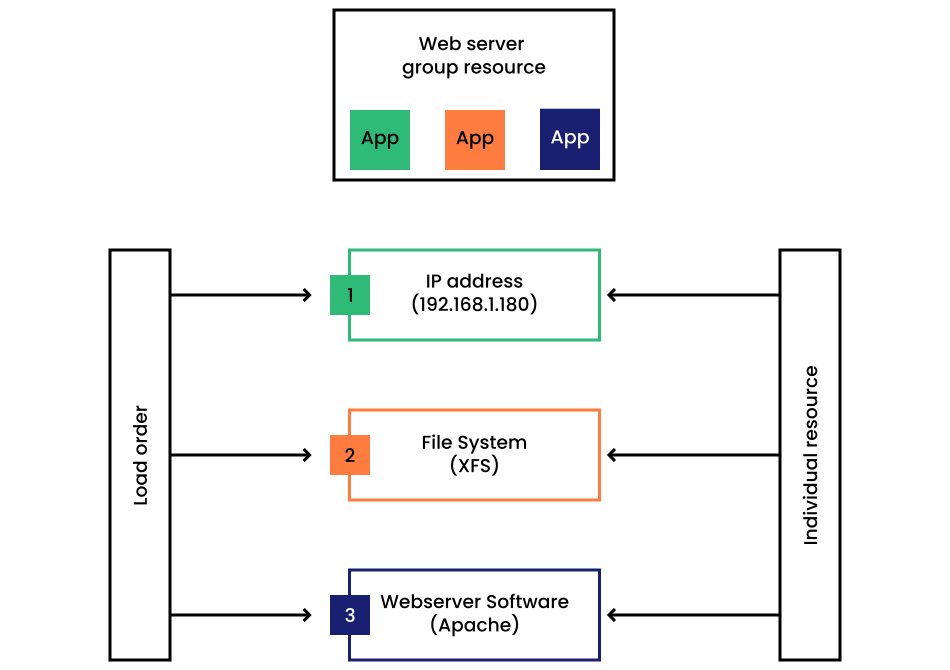 Web server
group resource
App
App
App
Load order
1
IP address
(192.168.1.180)
2
File System
(XFS)
3
Webserver Software
(Apache)
Individual resource